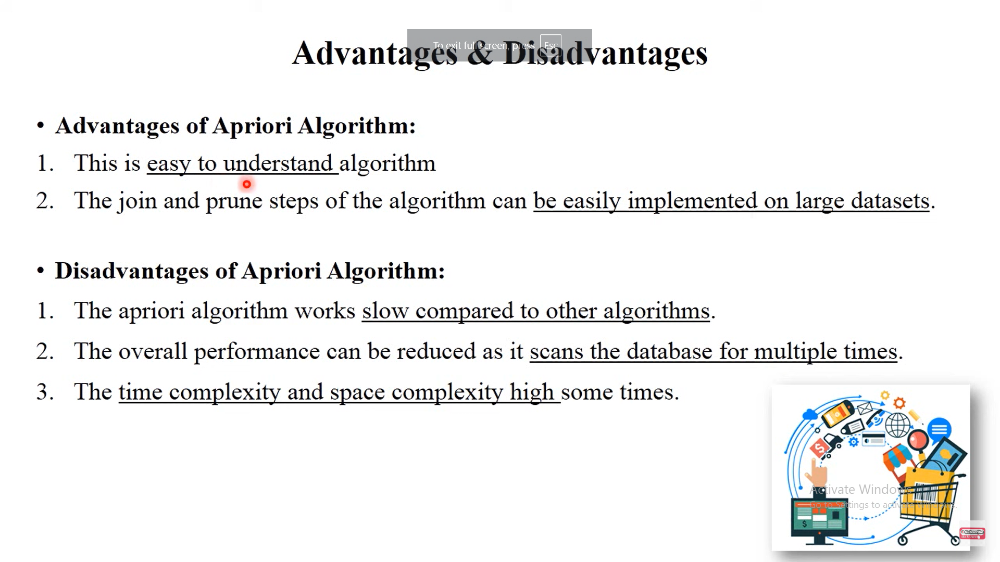 To exit full screen, press Esc
Advantages & Disadvantages
• Advantages of Apriori Algorithm:
1. This is easy to understand algorithm
2. The join and prune steps of the algorithm can be easily implemented on large datasets.
• Disadvantages of Apriori Algorithm:
1. The apriori algorithm works slow compared to other algorithms.
2. The overall performance can be reduced as it scans the database for multiple times.
3. The time complexity and space complexity high some times.
$
Activate Windows
Go to Settings to activate Windows.
$
Subscribe